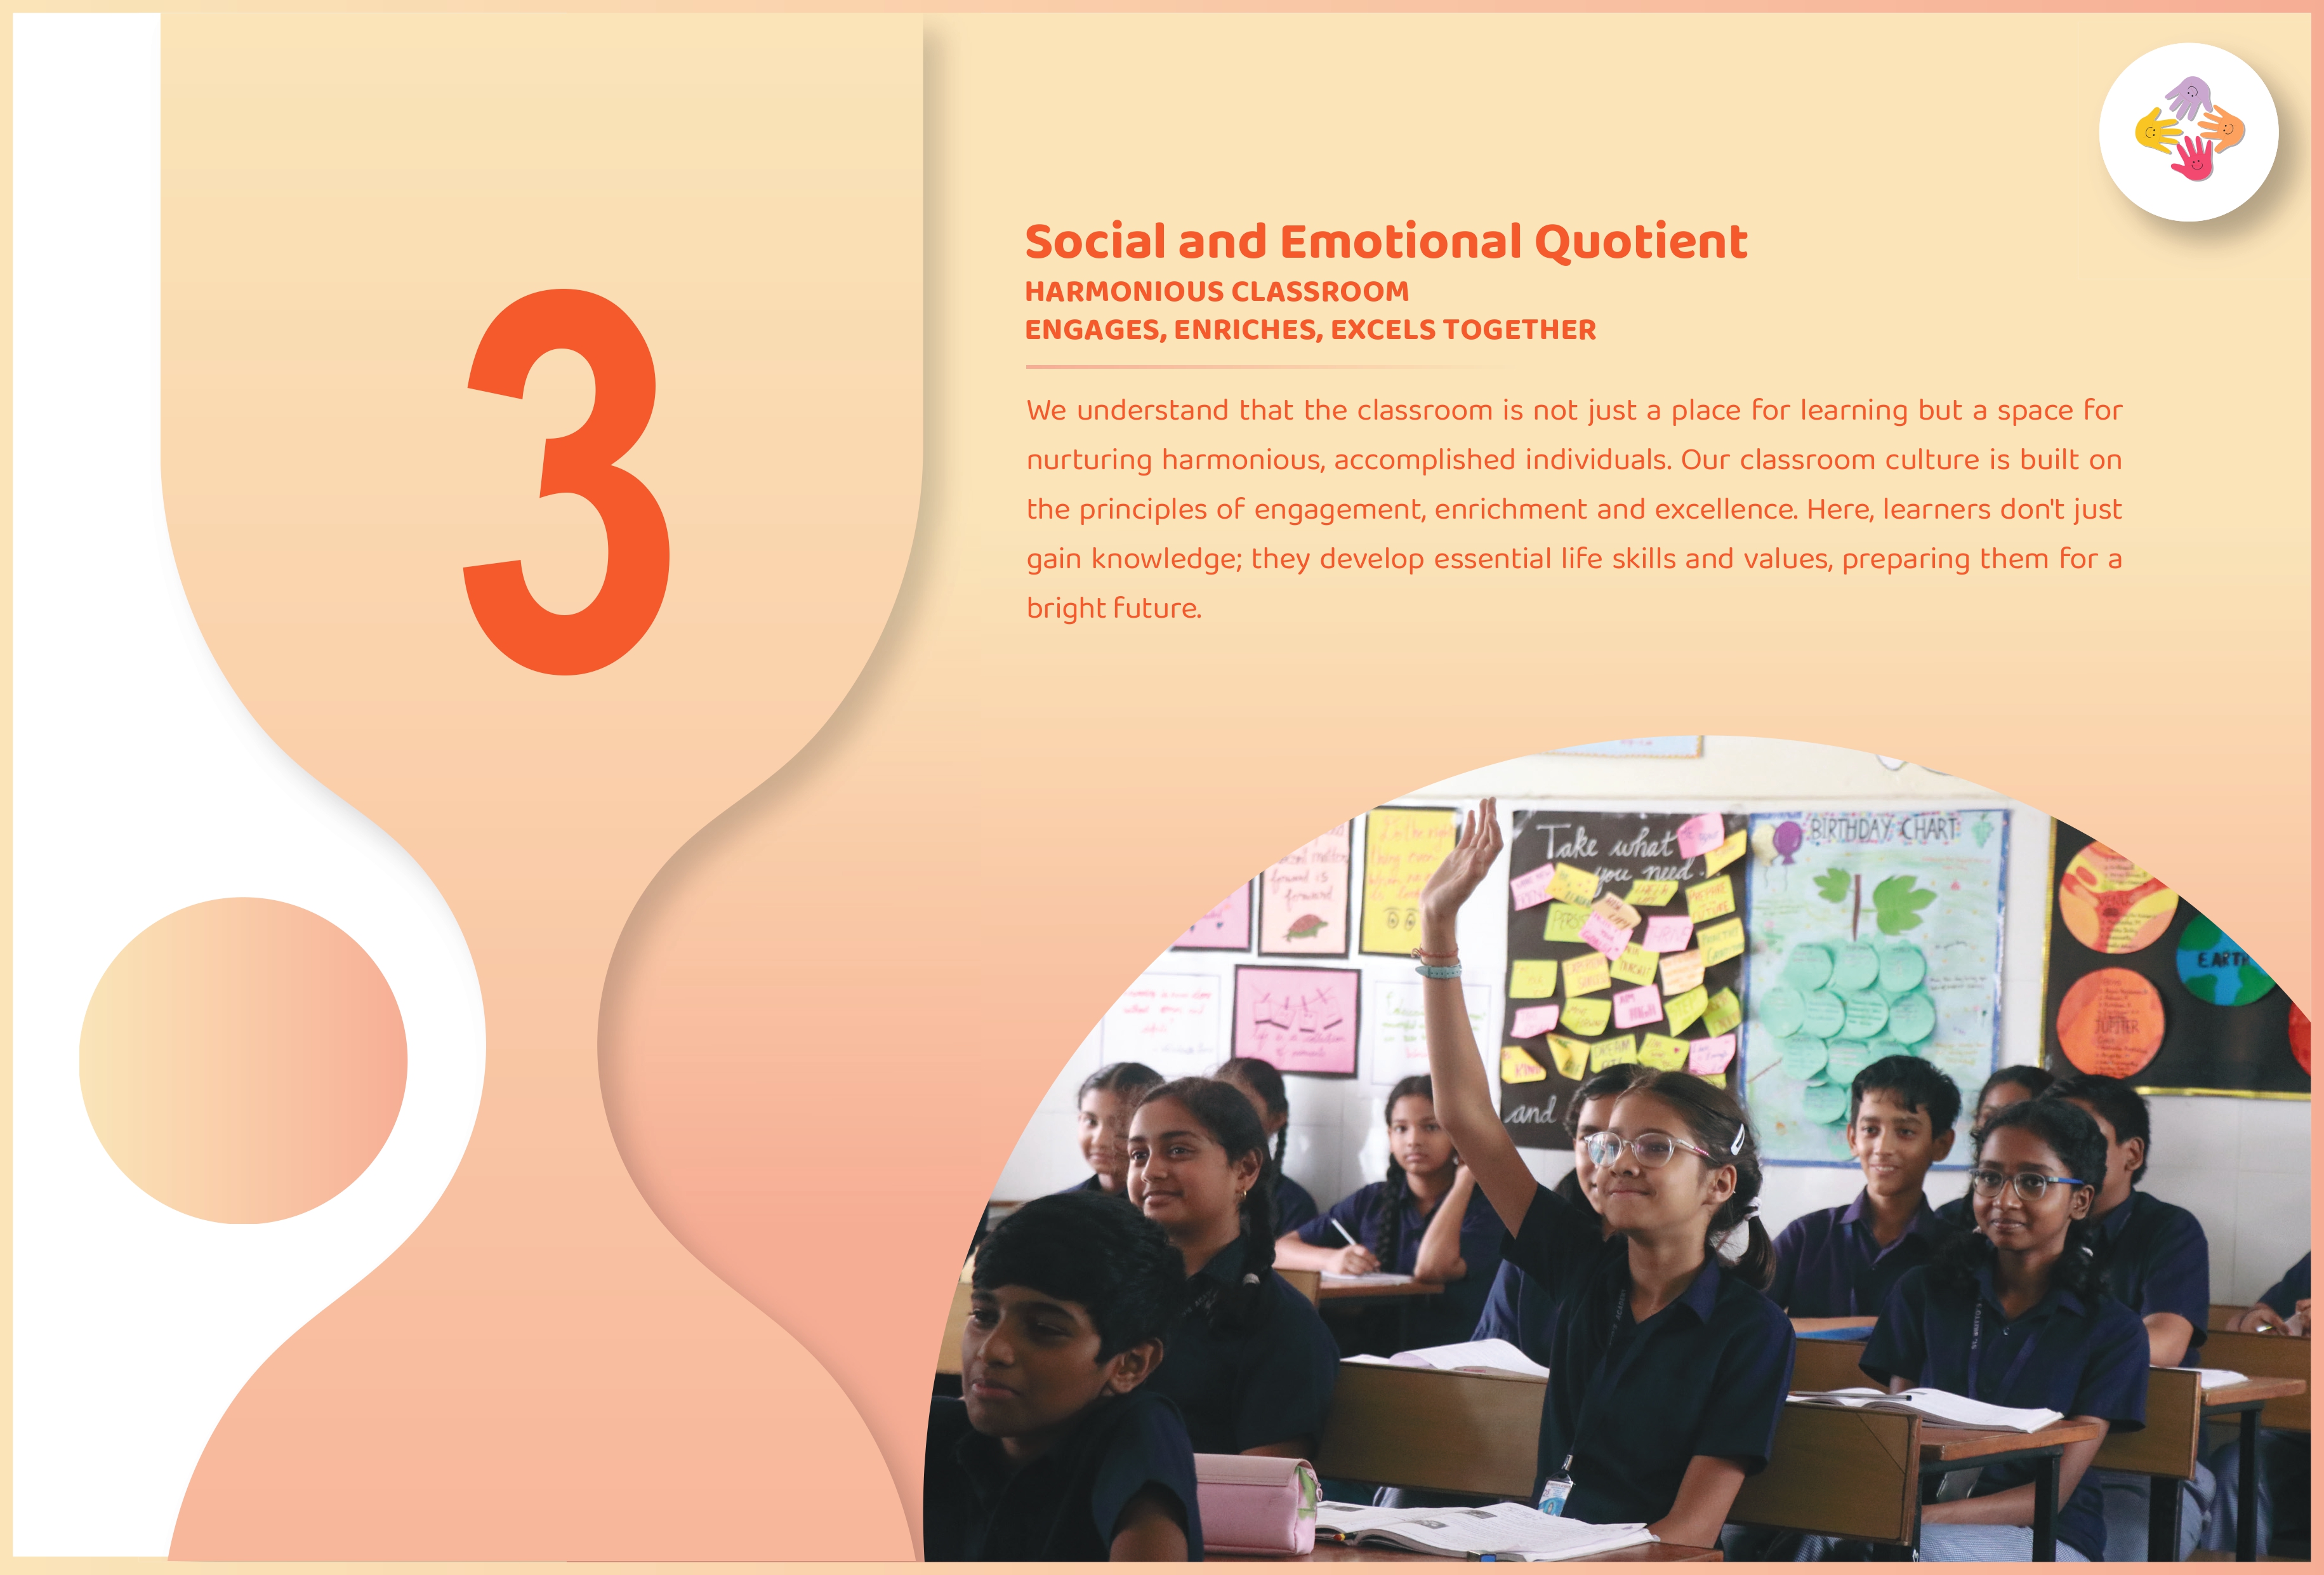 3
Social and Emotional Quotient
HARMONIOUS CLASSROOM
ENGAGES, ENRICHES, EXCELS TOGETHER
We understand that the classroom is not just a place for learning but a space for
nurturing harmonious, accomplished individuals. Our classroom culture is built on
the principles of engagement, enrichment and excellence. Here, learners don't just
gain knowledge; they develop essential life skills and values, preparing them for a
bright future.
forward is
forward
Take what
you need.
and
BIRTHDAY CHART
EARTH
JUPITER